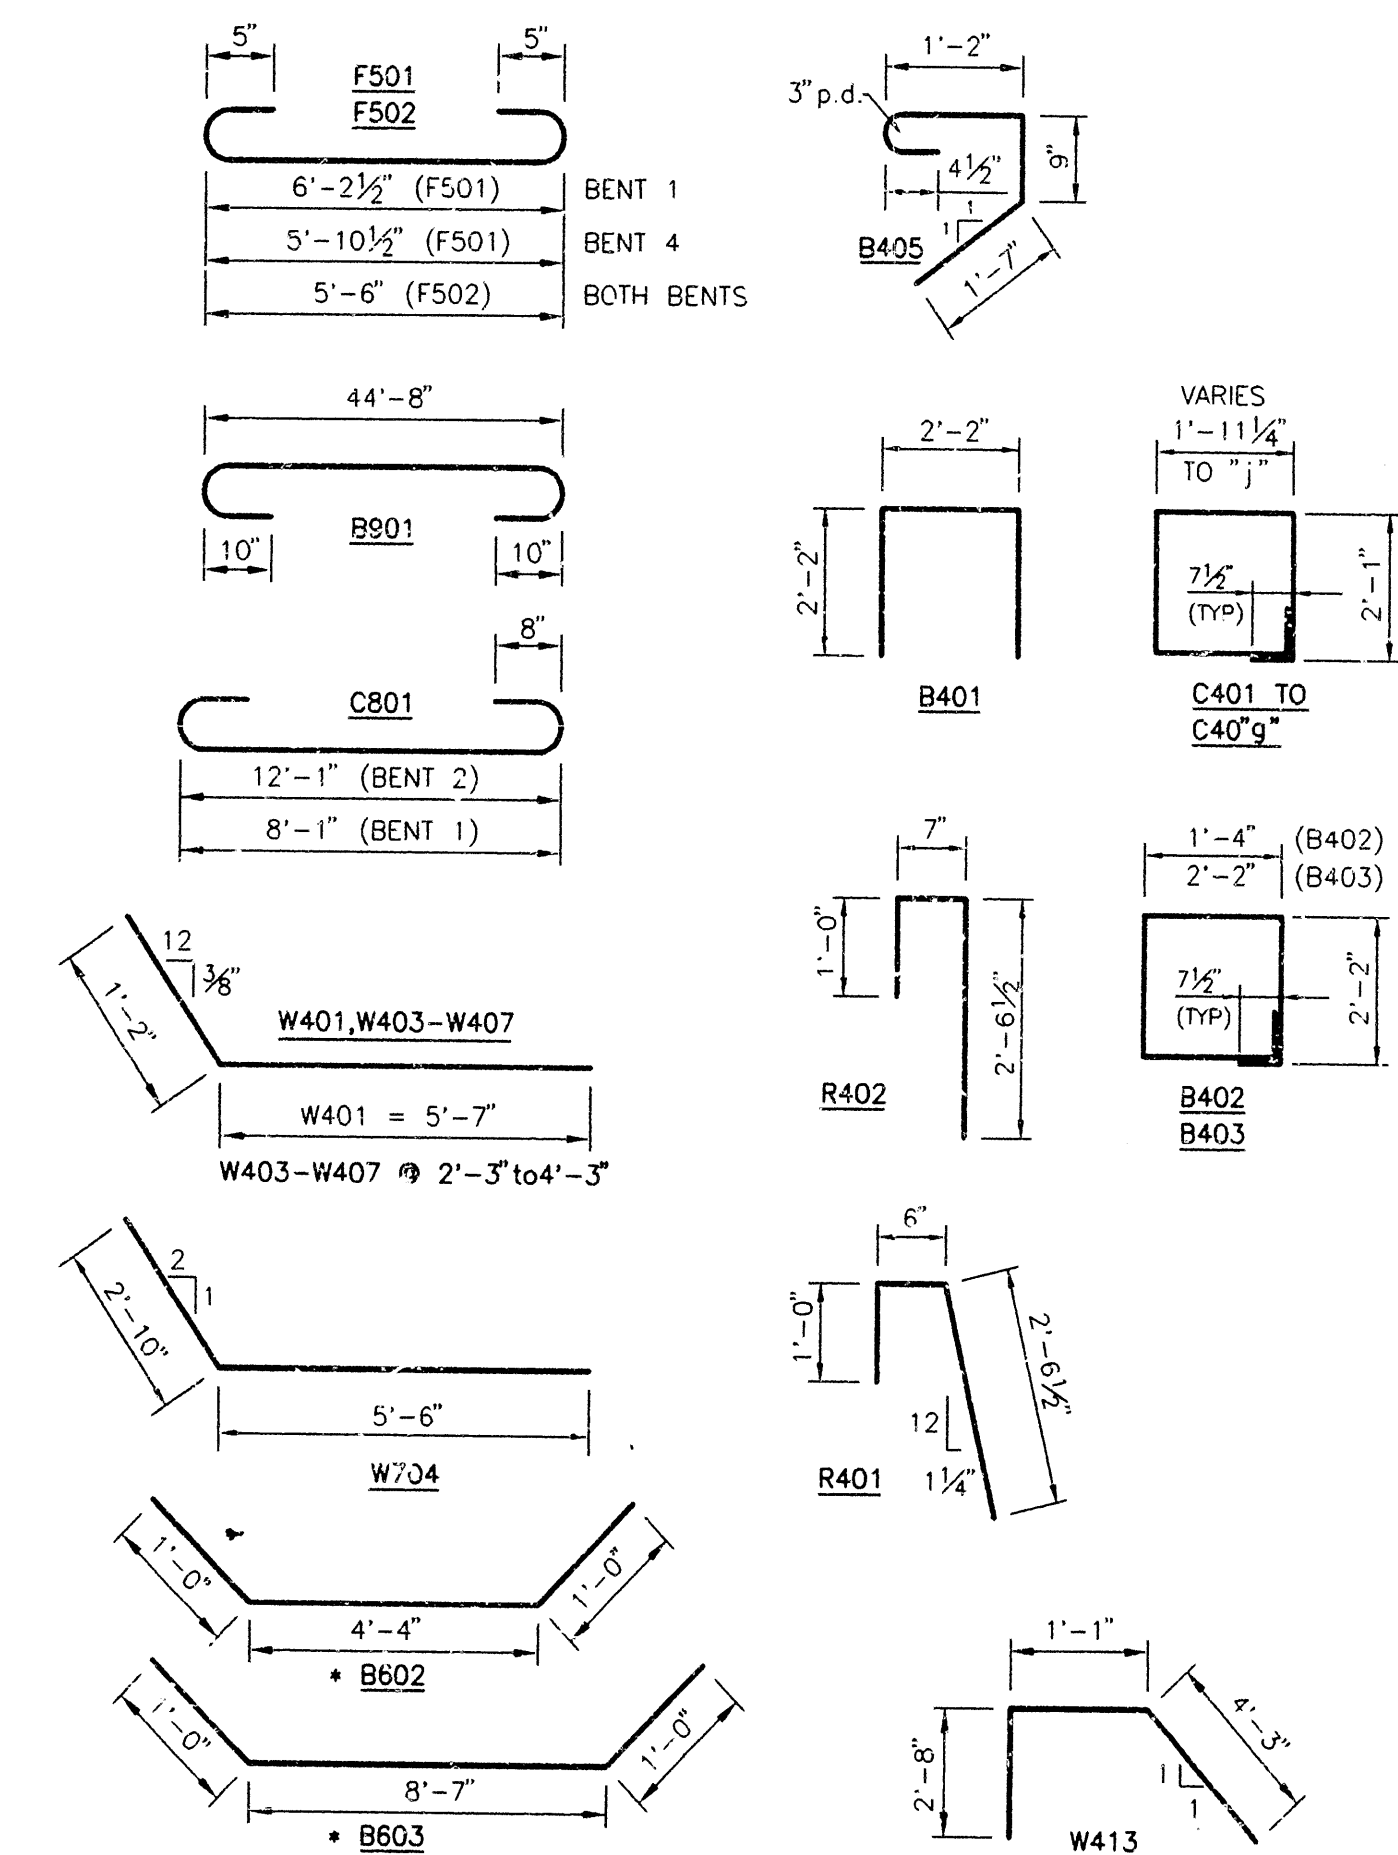 5"
5"
F501
F502
6'-2½" (F501) BENT 1
5'-10½" (F501) BENT 4
5'-6" (F502) BOTH BENTS
1'-2"
3" p.d.
4½"
9"
1
1
B405
1'-7"
44'-8"
B901
10"
10"
2'-2"
2'-2"
B401
VARIES
1'-11¼"
TO "j"
7½"
(TYP)
2'-1"
C401 TO
C40"g"
8"
C801
12'-1" (BENT 2)
8'-1" (BENT 1)
7"
1'-0"
2'-6½"
R402
1'-4" (B402)
2'-2" (B403)
7½"
(TYP)
2'-2"
B402
B403
12
3/8"
1'-2"
W401,W403-W407
W401 = 5'-7"
W403-W407 @ 2'-3"to4'-3"
2
1
2'-10"
5'-6"
W704
6"
1'-0"
2'-6½"
12
1¼"
R401
1'-0"
1'-0"
4'-4"
* B602
1'-0"
1'-0"
8'-7"
* B603
1'-1"
2'-8"
4'-3"
1
1
W413